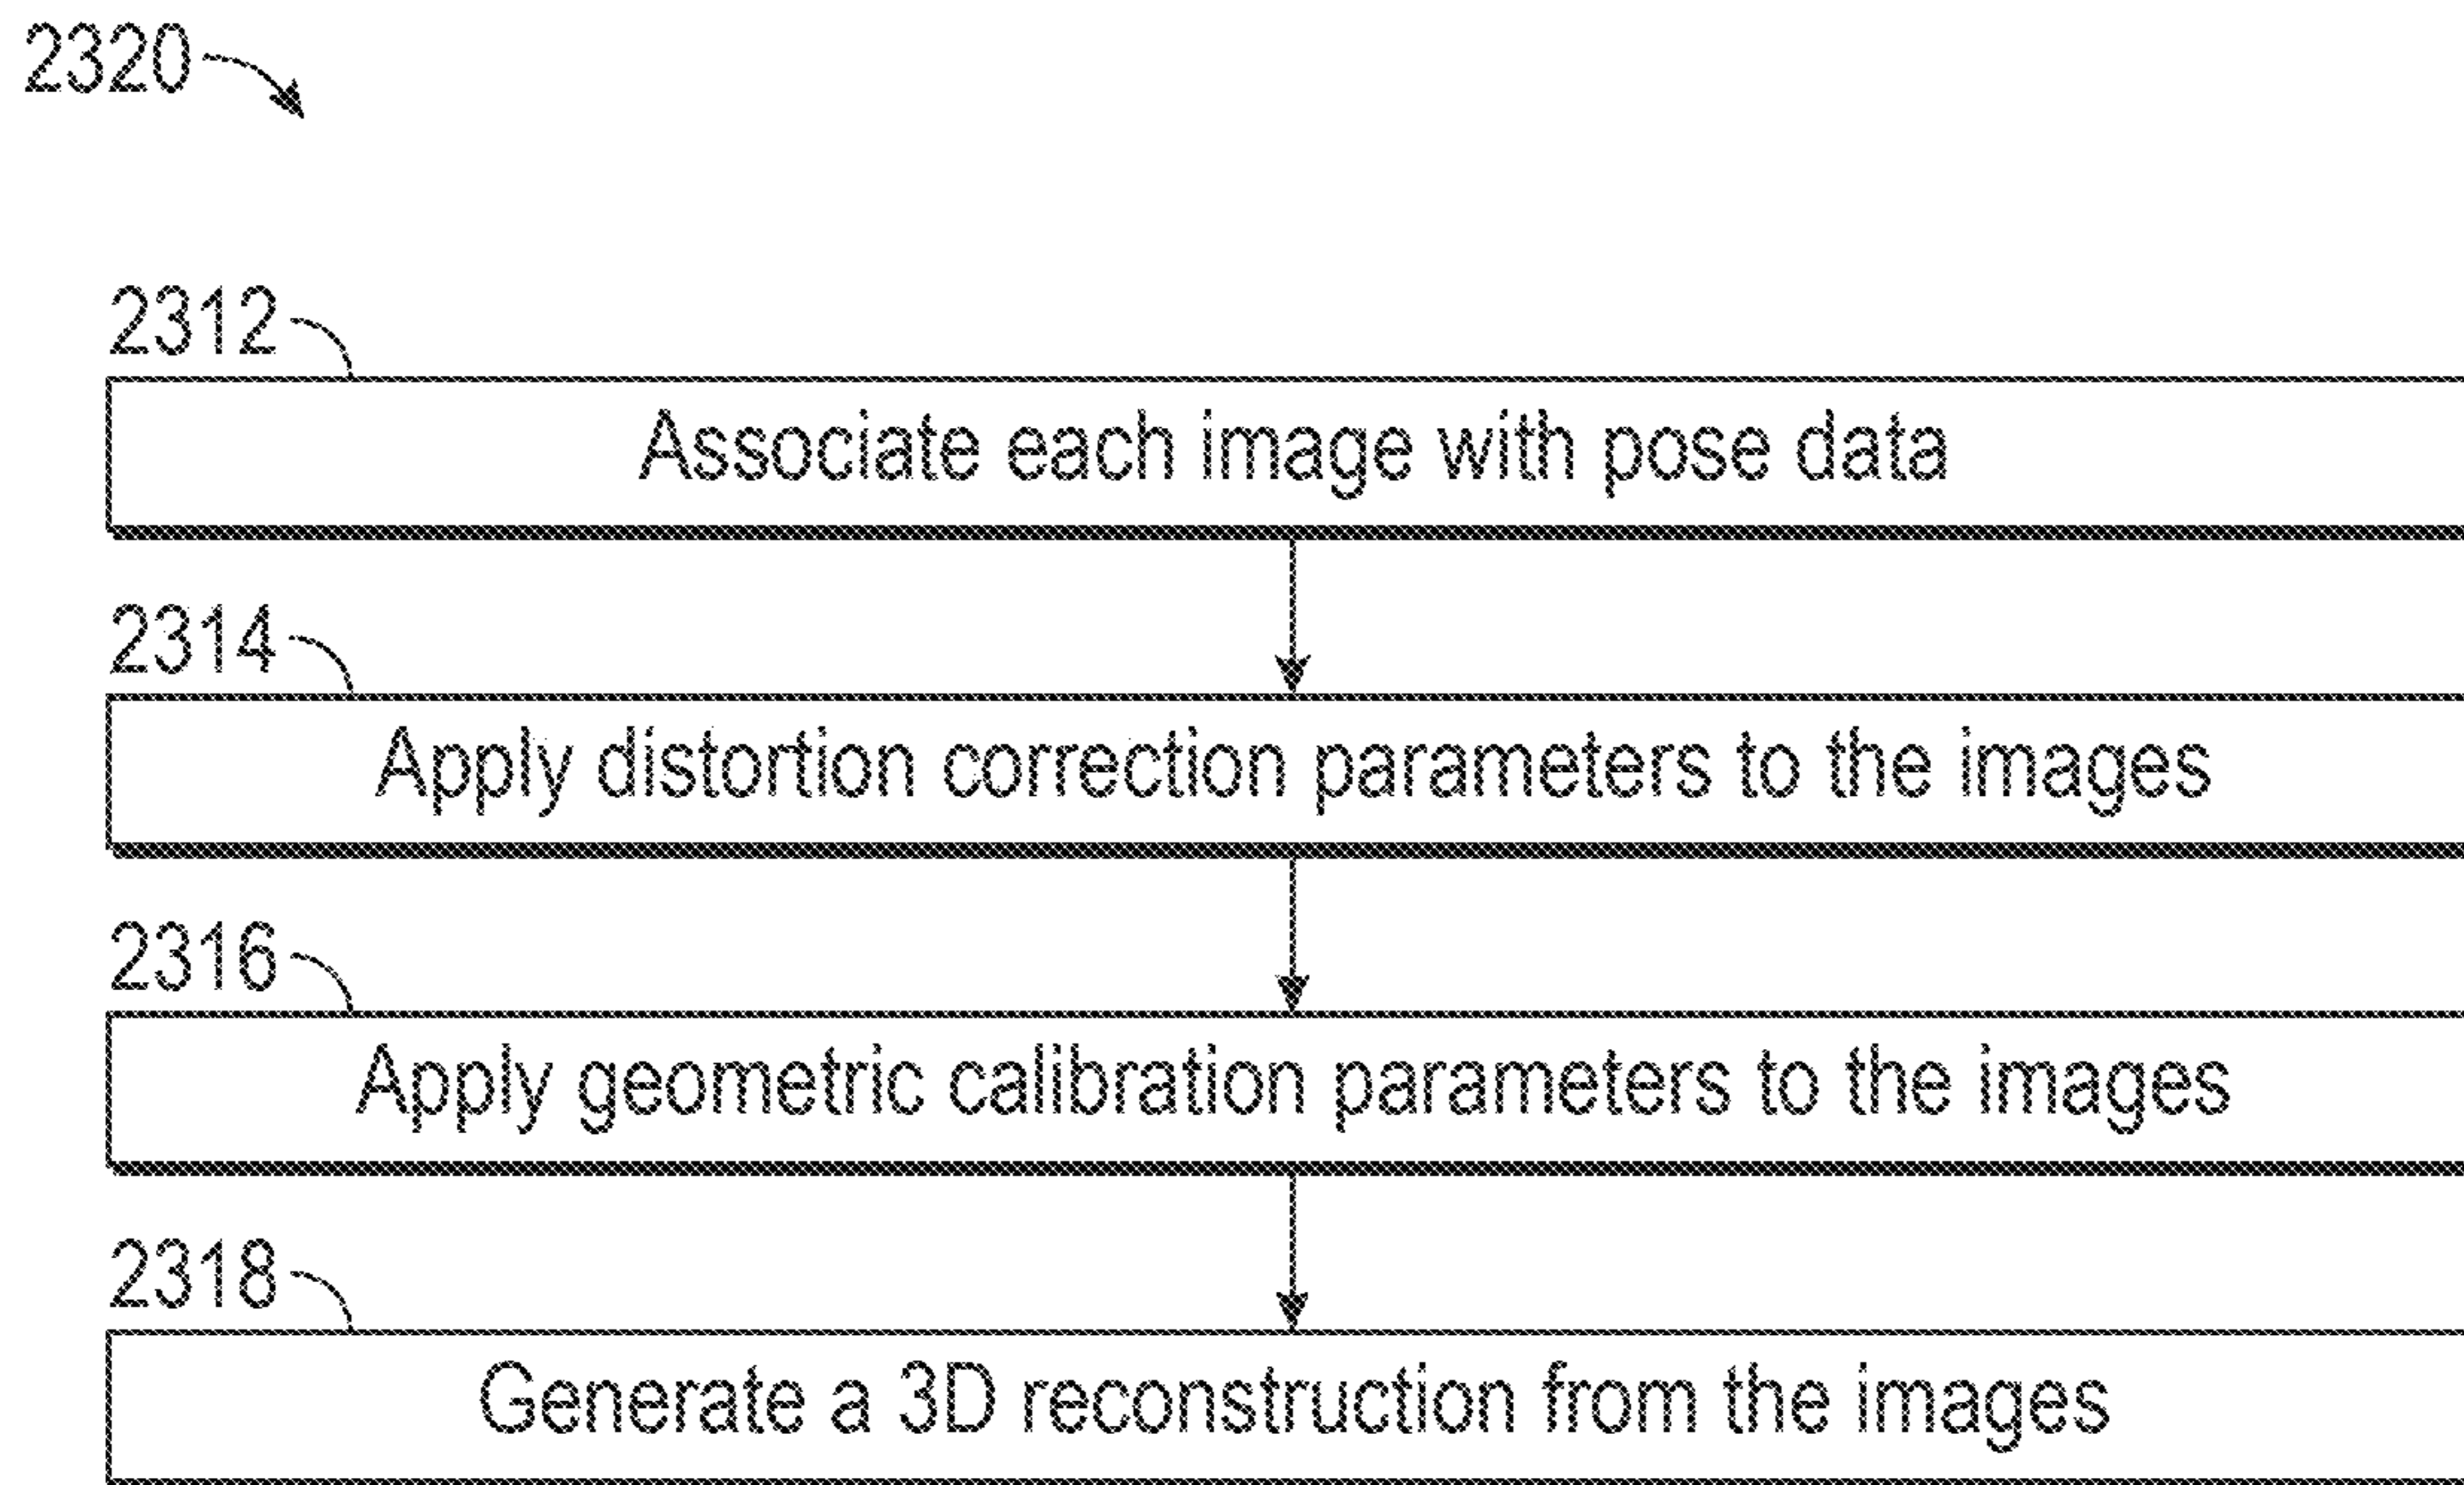 2320
2312
Associate each image with pose data
2314
Apply distortion correction parameters to the images
2316
Apply geometric calibration parameters to the images
2318
Generate a 3D reconstruction from the images